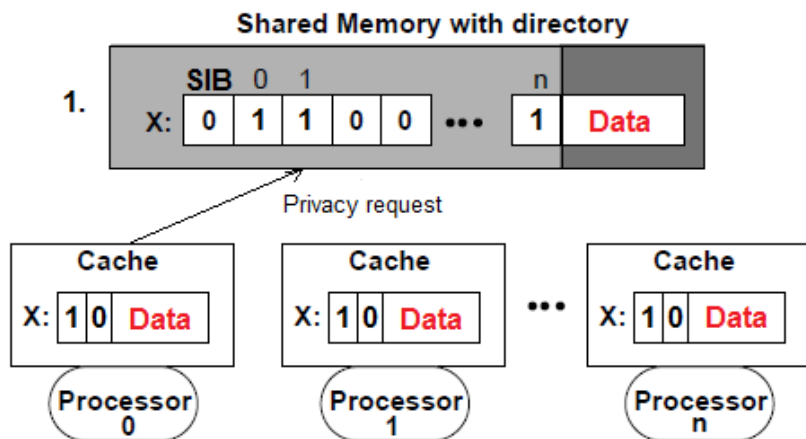 Shared Memory with directory
SIB 0 1 n
1.
X: 0 1 1 0 0 ••• 1 Data
Privacy request
Cache Cache Cache
X: 1 0 Data X: 1 0 Data ••• X: 1 0 Data
Processor Processor Processor
0 1 n